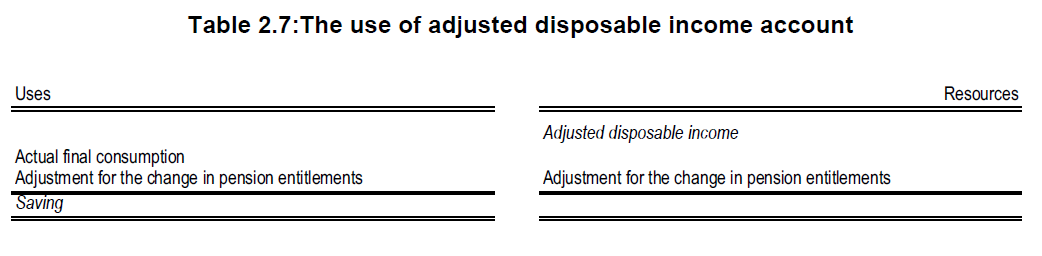 Table 2.7:The use of adjusted disposable income account
Uses
Resources
Adjusted disposable income
Actual final consumption
Adjustment for the change in pension entitlements
Adjustment for the change in pension entitlements
Saving